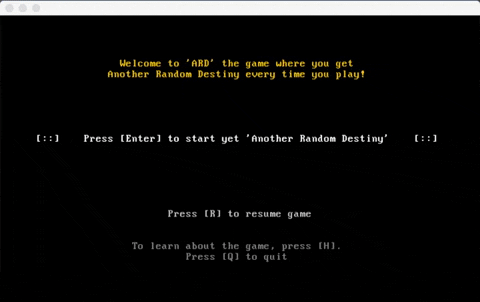 Welcome to 'ARD' the game where you get
Another Random Destiny every time you play!
[::] Press [Enter] to start yet 'Another Random Destiny' [::]
Press [R] to resume game
To learn about the game, press [H].
Press [Q] to quit